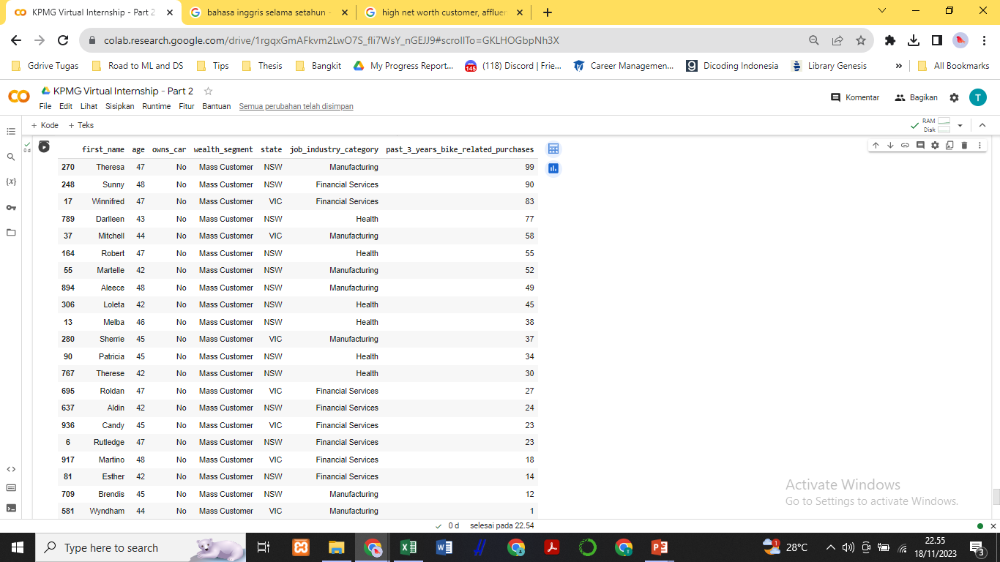 KPMG Virtual Internship - Part 2
bahasa inggris selama setahun -
high net worth customer, affluer
colab.research.google.com/drive/1rgqxGmAFkvm2LwO7S_fli7WsY_nGEJJ9#scrollTo=GKLHOGbpNh3X
Gdrive Tugas Road to ML and DS Tips Thesis Bangkit My Progress Report... 145 (118) Discord | Frie... Career Managemen... Dicoding Indonesia Library Genesis » All Bookmarks
KPMG Virtual Internship - Part 2
Komentar Bagikan T
File Edit Lihat Sisipkan Runtime Fitur Bantuan Semua perubahan telah disimpan
+ Kode + Teks RAM Disk
0 d
{x}
first_name age owns_car wealth_segment state job_industry_category past_3_years_bike_related_purchases
270 Theresa 47 No Mass Customer NSW Manufacturing 99
248 Sunny 48 No Mass Customer NSW Financial Services 90
17 Winnifred 47 No Mass Customer VIC Financial Services 83
789 Darlleen 43 No Mass Customer NSW Health 77
37 Mitchell 44 No Mass Customer VIC Manufacturing 58
164 Robert 47 No Mass Customer NSW Health 55
55 Martelle 42 No Mass Customer NSW Manufacturing 52
894 Aleece 48 No Mass Customer NSW Manufacturing 49
306 Loleta 42 No Mass Customer NSW Health 45
13 Melba 46 No Mass Customer NSW Health 38
280 Sherrie 45 No Mass Customer VIC Manufacturing 37
90 Patricia 45 No Mass Customer NSW Health 34
767 Therese 42 No Mass Customer NSW Health 30
695 Roldan 47 No Mass Customer VIC Financial Services 27
637 Aldin 42 No Mass Customer NSW Financial Services 24
936 Candy 45 No Mass Customer VIC Financial Services 23
6 Rutledge 47 No Mass Customer NSW Financial Services 23
917 Martino 48 No Mass Customer VIC Financial Services 18
81 Esther 42 No Mass Customer NSW Financial Services 14
709 Brendis 45 No Mass Customer NSW Manufacturing 12
581 Wyndham 44 No Mass Customer VIC Manufacturing 1
Activate Windows
Go to Settings to activate Windows.
0 d selesai pada 22.54
Type here to search
1 28°C
22.55
18/11/2023
3